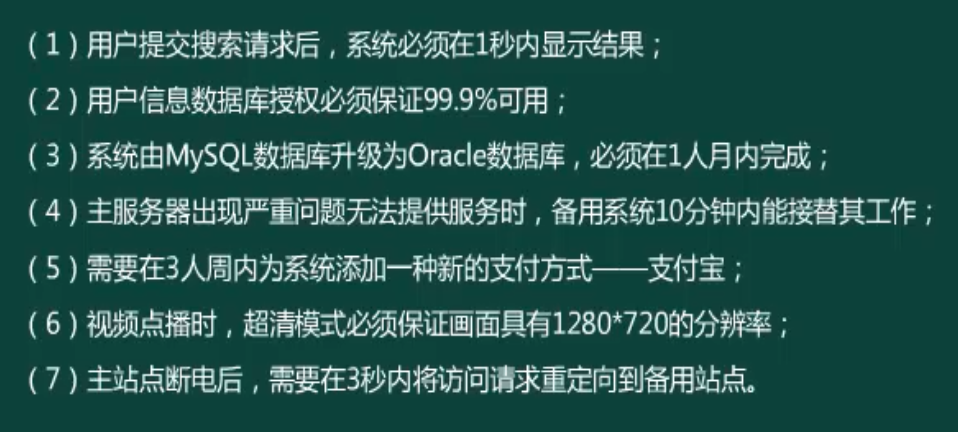 （1）用户提交搜索请求后，系统必须在1秒内显示结果；
（2）用户信息数据库授权必须保证99.9%可用；
（3）系统由MySQL数据库升级为Oracle数据库，必须在1人月内完成；
（4）主服务器出现严重问题无法提供服务时，备用系统10分钟内能接替其工作；
（5）需要在3人周内为系统添加一种新的支付方式——支付宝；
（6）视频点播时，超清模式必须保证画面具有1280*720的分辨率；
（7）主站点断电后，需要在3秒内将访问请求重定向到备用站点。